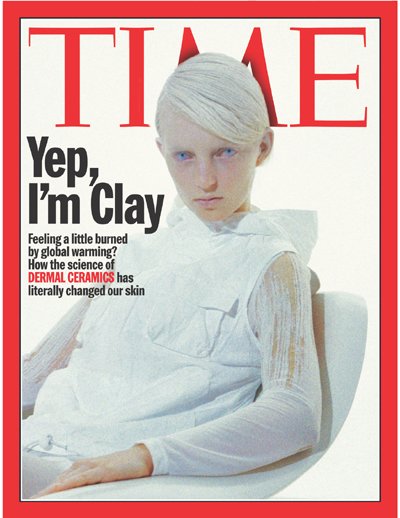 TIME
Yep,
I'm Clay
Feeling a little burned
by global warming?
How the science of
DERMAL CERAMICS has
literally changed our skin